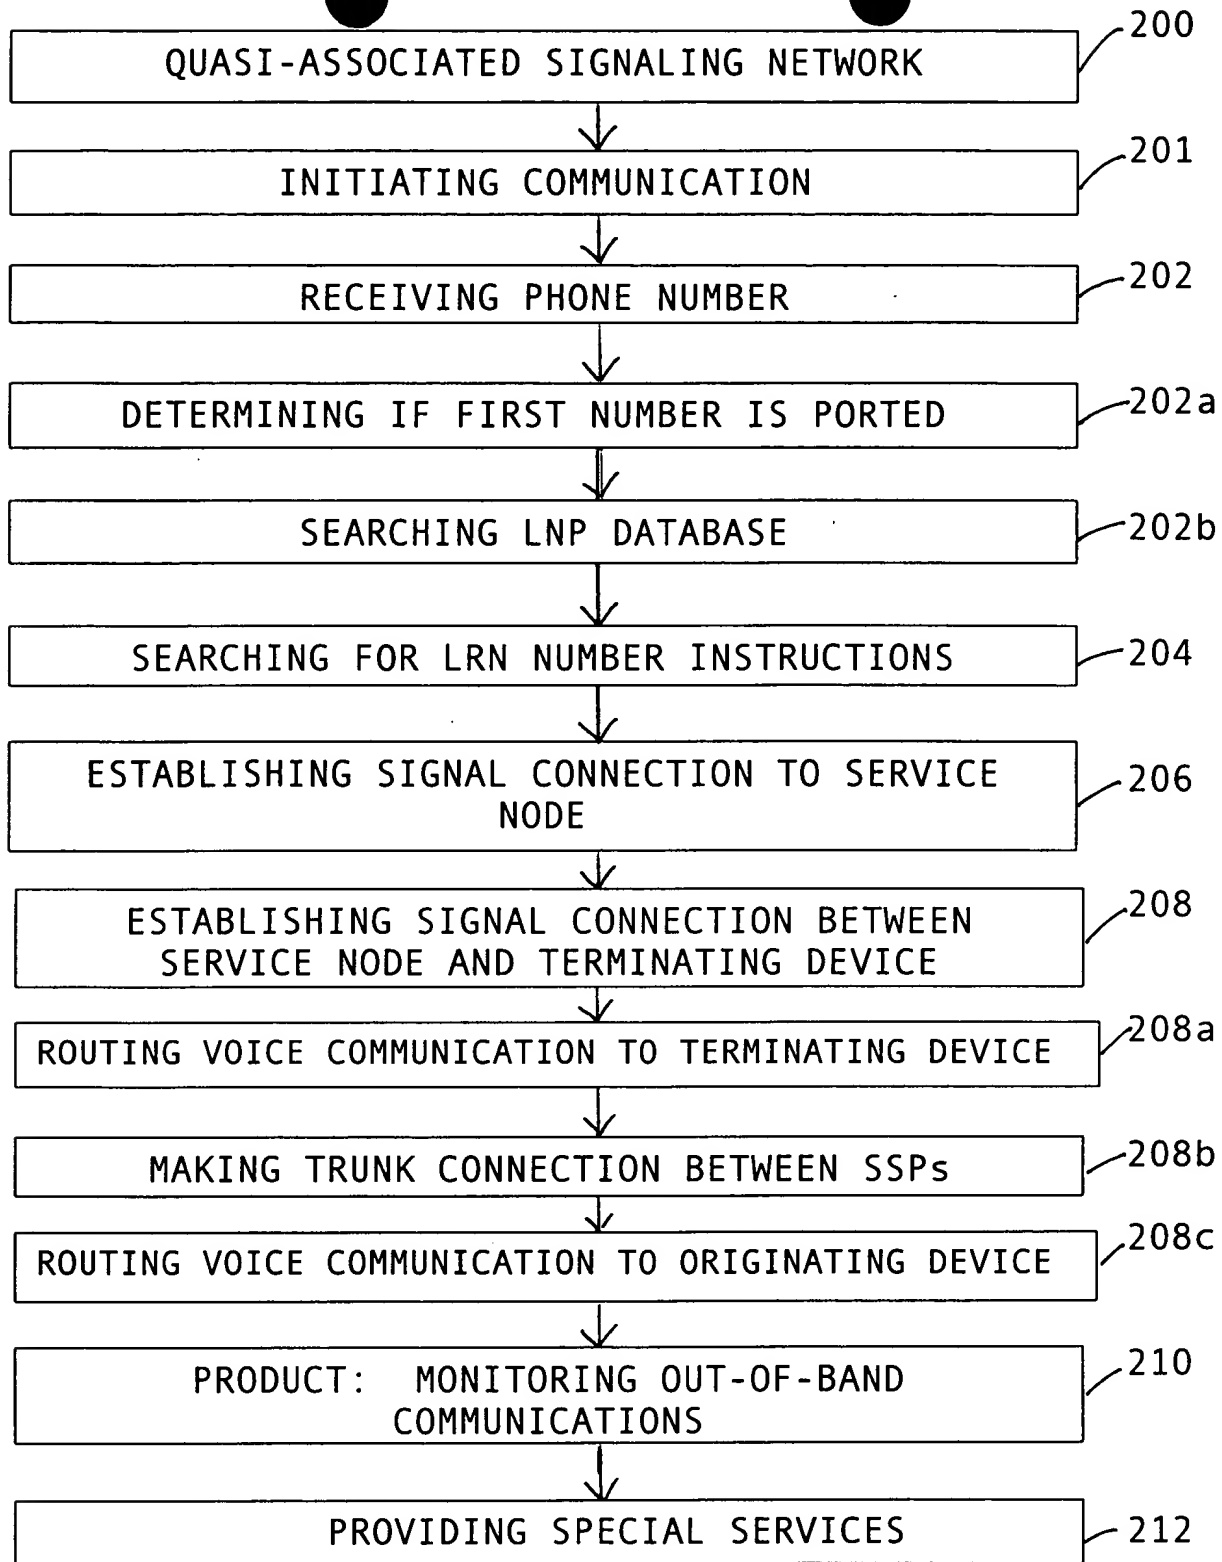 200
QUASI-ASSOCIATED SIGNALING NETWORK
201
INITIATING COMMUNICATION
202
RECEIVING PHONE NUMBER
202a
DETERMINING IF FIRST NUMBER IS PORTED
202b
SEARCHING LNP DATABASE
204
SEARCHING FOR LRN NUMBER INSTRUCTIONS
206
ESTABLISHING SIGNAL CONNECTION TO SERVICE
NODE
208
ESTABLISHING SIGNAL CONNECTION BETWEEN
SERVICE NODE AND TERMINATING DEVICE
208a
ROUTING VOICE COMMUNICATION TO TERMINATING DEVICE
208b
MAKING TRUNK CONNECTION BETWEEN SSPs
208c
ROUTING VOICE COMMUNICATION TO ORIGINATING DEVICE
210
PRODUCT: MONITORING OUT-OF-BAND
COMMUNICATIONS
212
PROVIDING SPECIAL SERVICES